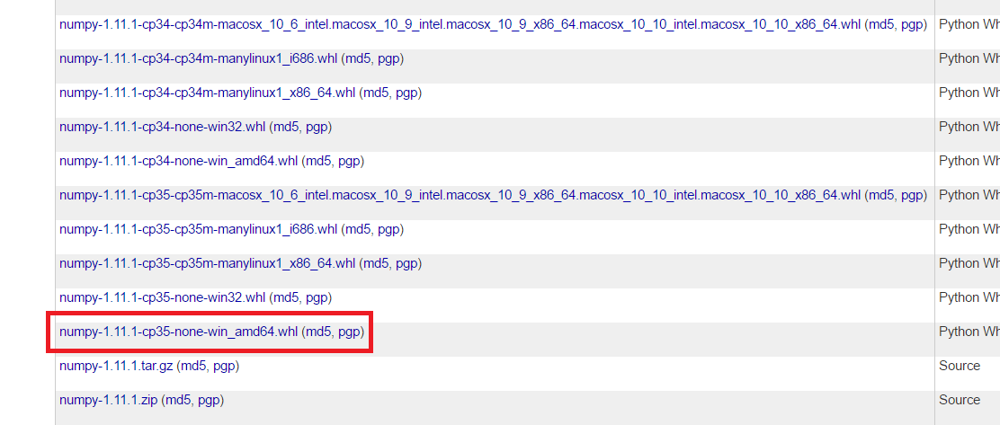 numpy-1.11.1-cp34-cp34m-macosx_10_6_intel.macosx_10_9_intel.macosx_10_9_x86_64.macosx_10_10_intel.macosx_10_10_x86_64.whl (md5, pgp) Python Wh
numpy-1.11.1-cp34-cp34m-manylinux1_i686.whl (md5, pgp) Python Wh
numpy-1.11.1-cp34-cp34m-manylinux1_x86_64.whl (md5, pgp) Python Wh
numpy-1.11.1-cp34-none-win32.whl (md5, pgp) Python Wh
numpy-1.11.1-cp34-none-win_amd64.whl (md5, pgp) Python Wh
numpy-1.11.1-cp35-cp35m-macosx_10_6_intel.macosx_10_9_intel.macosx_10_9_x86_64.macosx_10_10_intel.macosx_10_10_x86_64.whl (md5, pgp) Python Wh
numpy-1.11.1-cp35-cp35m-manylinux1_i686.whl (md5, pgp) Python Wh
numpy-1.11.1-cp35-cp35m-manylinux1_x86_64.whl (md5, pgp) Python Wh
numpy-1.11.1-cp35-none-win32.whl (md5, pgp) Python Wh
numpy-1.11.1-cp35-none-win_amd64.whl (md5, pgp) Python Wh
numpy-1.11.1.tar.gz (md5, pgp) Source
numpy-1.11.1.zip (md5, pgp) Source